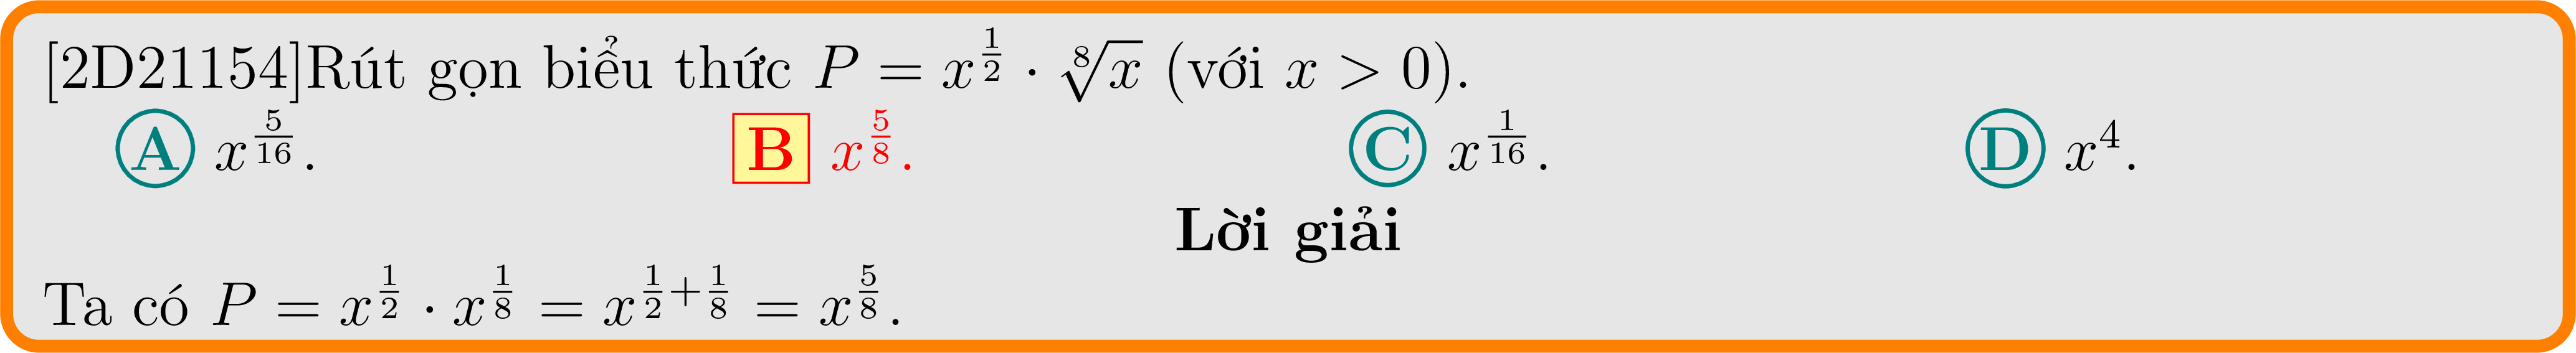 [2D21154]Rút gọn biểu thức $P = x^{\frac{1}{2}} \cdot \sqrt[8]{x}$ (với $x > 0$).
A $x^{\frac{5}{16}}$. B $x^{\frac{5}{8}}$. C $x^{\frac{1}{16}}$. D $x^{4}$.
Lời giải
Ta có $P = x^{\frac{1}{2}} \cdot x^{\frac{1}{8}} = x^{\frac{1}{2}+\frac{1}{8}} = x^{\frac{5}{8}}$.